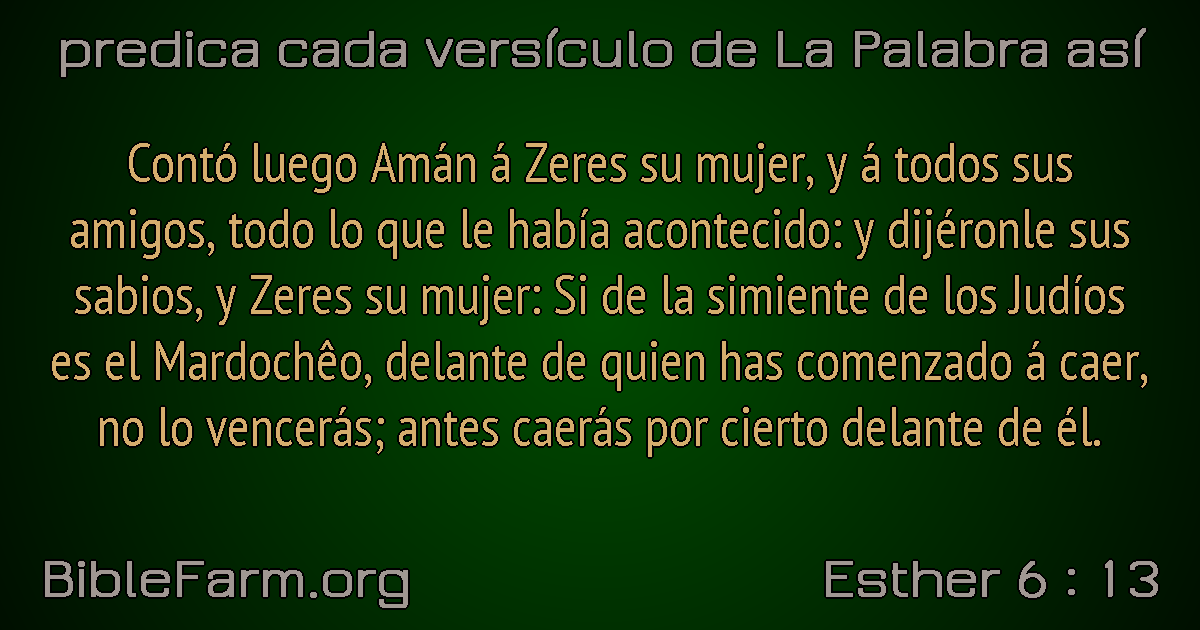 predica cada versículo de La Palabra así
Contó luego Amán á Zeres su mujer, y á todos sus
amigos, todo lo que le había acontecido: y dijéronle sus
sabios, y Zeres su mujer: Si de la simiente de los Judíos
es el Mardochêo, delante de quien has comenzado á caer,
no lo vencerás; antes caerás por cierto delante de él.
BibleFarm.org
Esther 6 : 13